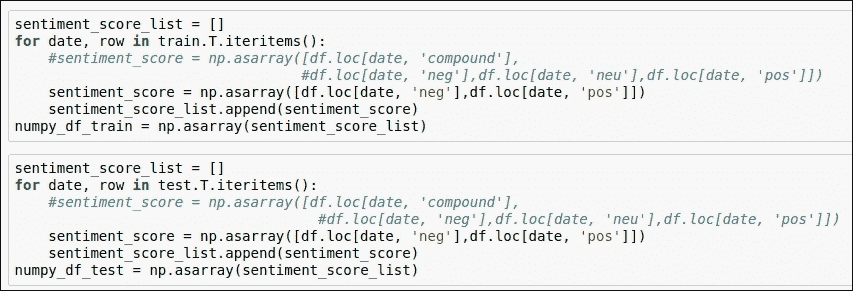 sentiment_score_list = []
for date, row in train.T.iteritems():
    #sentiment_score = np.asarray([df.loc[date, 'compound'],
                                  #df.loc[date, 'neg'],df.loc[date, 'neu'],df.loc[date, 'pos']])
    sentiment_score = np.asarray([df.loc[date, 'neg'],df.loc[date, 'pos']])
    sentiment_score_list.append(sentiment_score)
numpy_df_train = np.asarray(sentiment_score_list)
sentiment_score_list = []
for date, row in test.T.iteritems():
    #sentiment_score = np.asarray([df.loc[date, 'compound'],
                                    #df.loc[date, 'neg'],df.loc[date, 'neu'],df.loc[date, 'pos']])
    sentiment_score = np.asarray([df.loc[date, 'neg'],df.loc[date, 'pos']])
    sentiment_score_list.append(sentiment_score)
numpy_df_test = np.asarray(sentiment_score_list)